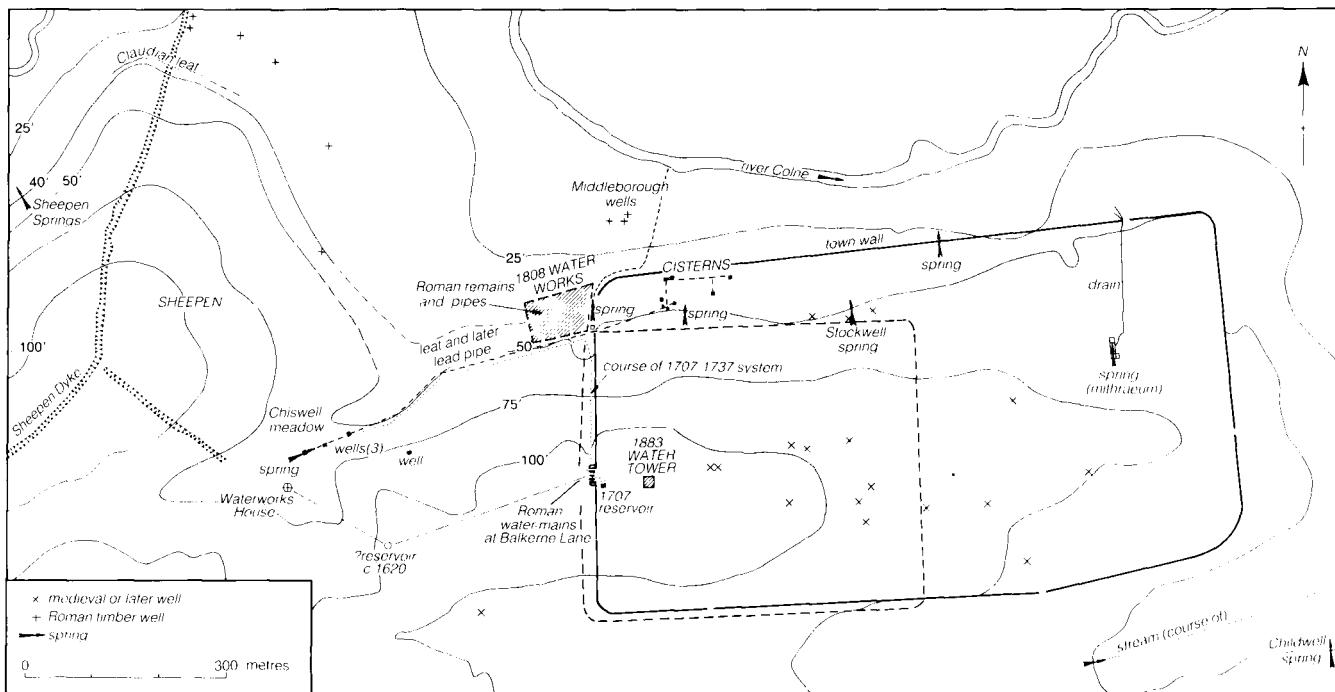 Claudian leat
N
25'
40'
50'
Sheepen
Springs
river Colne
Middleborough
wells
town wall
spring
25'
1808 WATER
WORKS
CISTERNS
Roman remains
and pipes
spring
spring
drain
SHEEPEN
Stockwell
spring
leat and later
lead pipe
50'
100'
spring
(mithraeum)
course of 1707-1737 system
Sheepen Dyke
Chiswell
meadow
75'
wells(3)
well
spring
100'
1883
WATER
TOWER
Waterworks
House
1707
reservoir
Roman
water-mains
at Balkerne Lane
?reservoir
c 1620
× medieval or later well
+ Roman timber well
spring
0 300 metres
stream (course of)
Childwell
spring